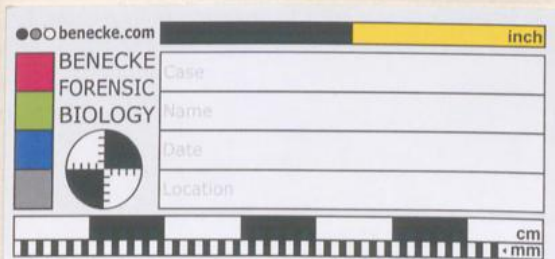 benecke.com
inch
BENECKE
FORENSIC
BIOLOGY
Case
Name
Date
Location
cm
mm